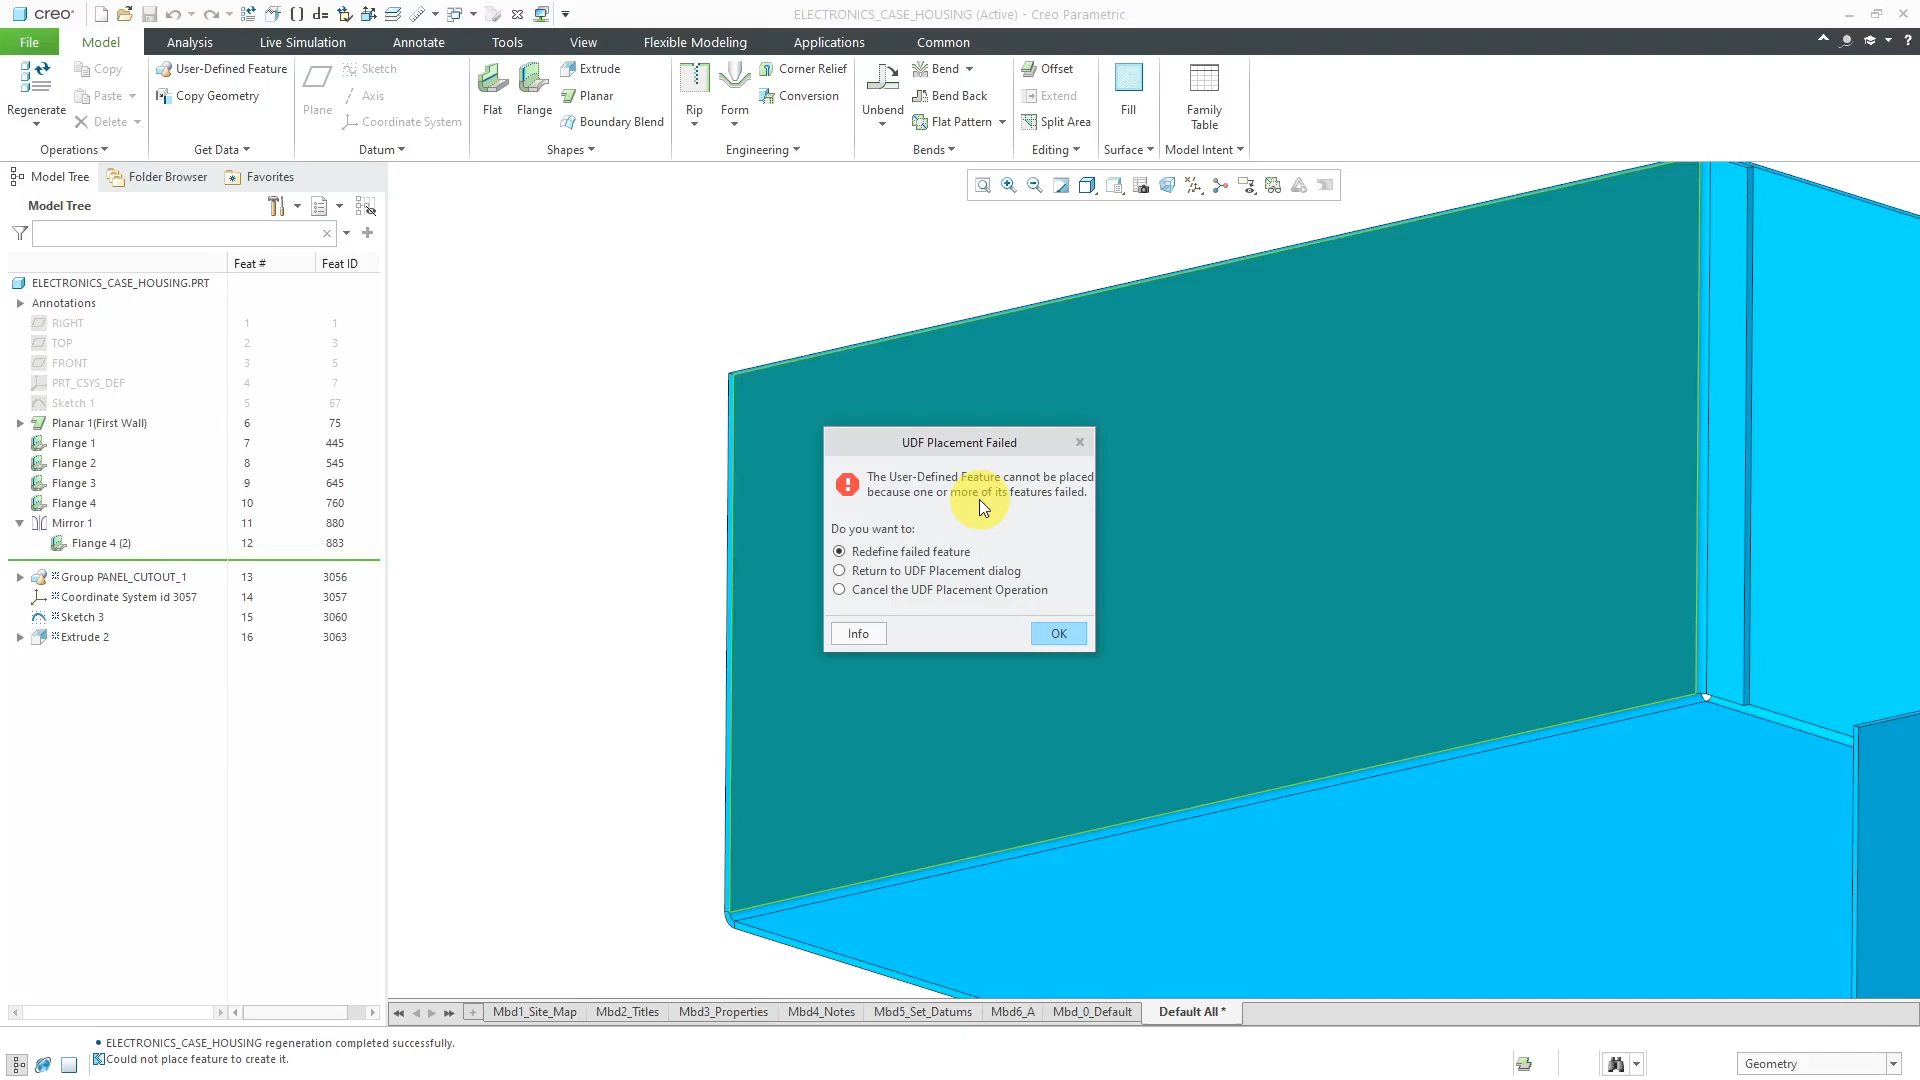 creo
ELECTRONICS_CASE_HOUSING (Active) - Creo Parametric
File Model Analysis Live Simulation Annotate Tools View Flexible Modeling Applications Common
Regenerate
Copy
Paste
Delete
Operations
User-Defined Feature
Copy Geometry
Get Data
Plane
Sketch
Axis
Coordinate System
Datum
Flat
Flange
Extrude
Planar
Boundary Blend
Shapes
Rip
Form
Corner Relief
Conversion
Engineering
Unbend
Bend
Bend Back
Flat Pattern
Bends
Offset
Extend
Split Area
Editing
Fill
Surface
Family
Table
Model Intent
Model Tree Folder Browser Favorites
Model Tree
Feat # Feat ID
ELECTRONICS_CASE_HOUSING.PRT
Annotations
RIGHT 1 1
TOP 2 3
FRONT 3 5
PRT_CSYS_DEF 4 7
Sketch 1 5 67
Planar 1(First Wall) 6 75
Flange 1 7 445
Flange 2 8 545
Flange 3 9 645
Flange 4 10 760
Mirror 1 11 880
Flange 4 (2) 12 883
Group PANEL_CUTOUT_1 13 3056
Coordinate System id 3057 14 3057
Sketch 3 15 3060
Extrude 2 16 3063
UDF Placement Failed
The User-Defined Feature cannot be placed
because one or more of its features failed.
Do you want to:
Redefine failed feature
Return to UDF Placement dialog
Cancel the UDF Placement Operation
Info OK
Mbd1_Site_Map Mbd2_Titles Mbd3_Properties Mbd4_Notes Mbd5_Set_Datums Mbd6_A Mbd_0_Default Default All *
• ELECTRONICS_CASE_HOUSING regeneration completed successfully.
Could not place feature to create it.
Geometry